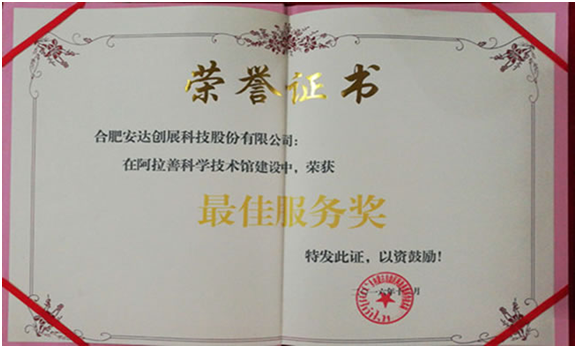 荣誉证书
合肥安达创展科技股份有限公司：
在阿拉善科学技术馆建设中，荣获
最佳服务奖
特发此证，以资鼓励！